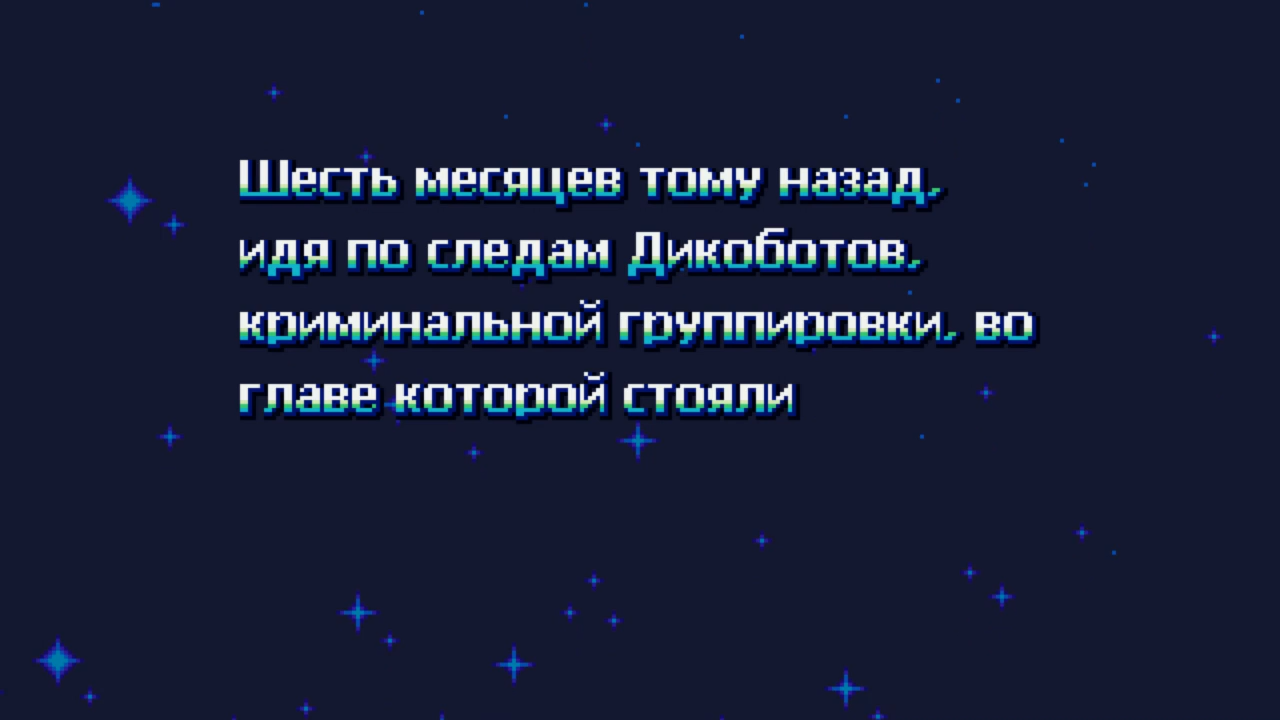 Шесть месяцев тому назад,
идя по следам Дикоботов,
криминальной группировки, во
главе которой стояли